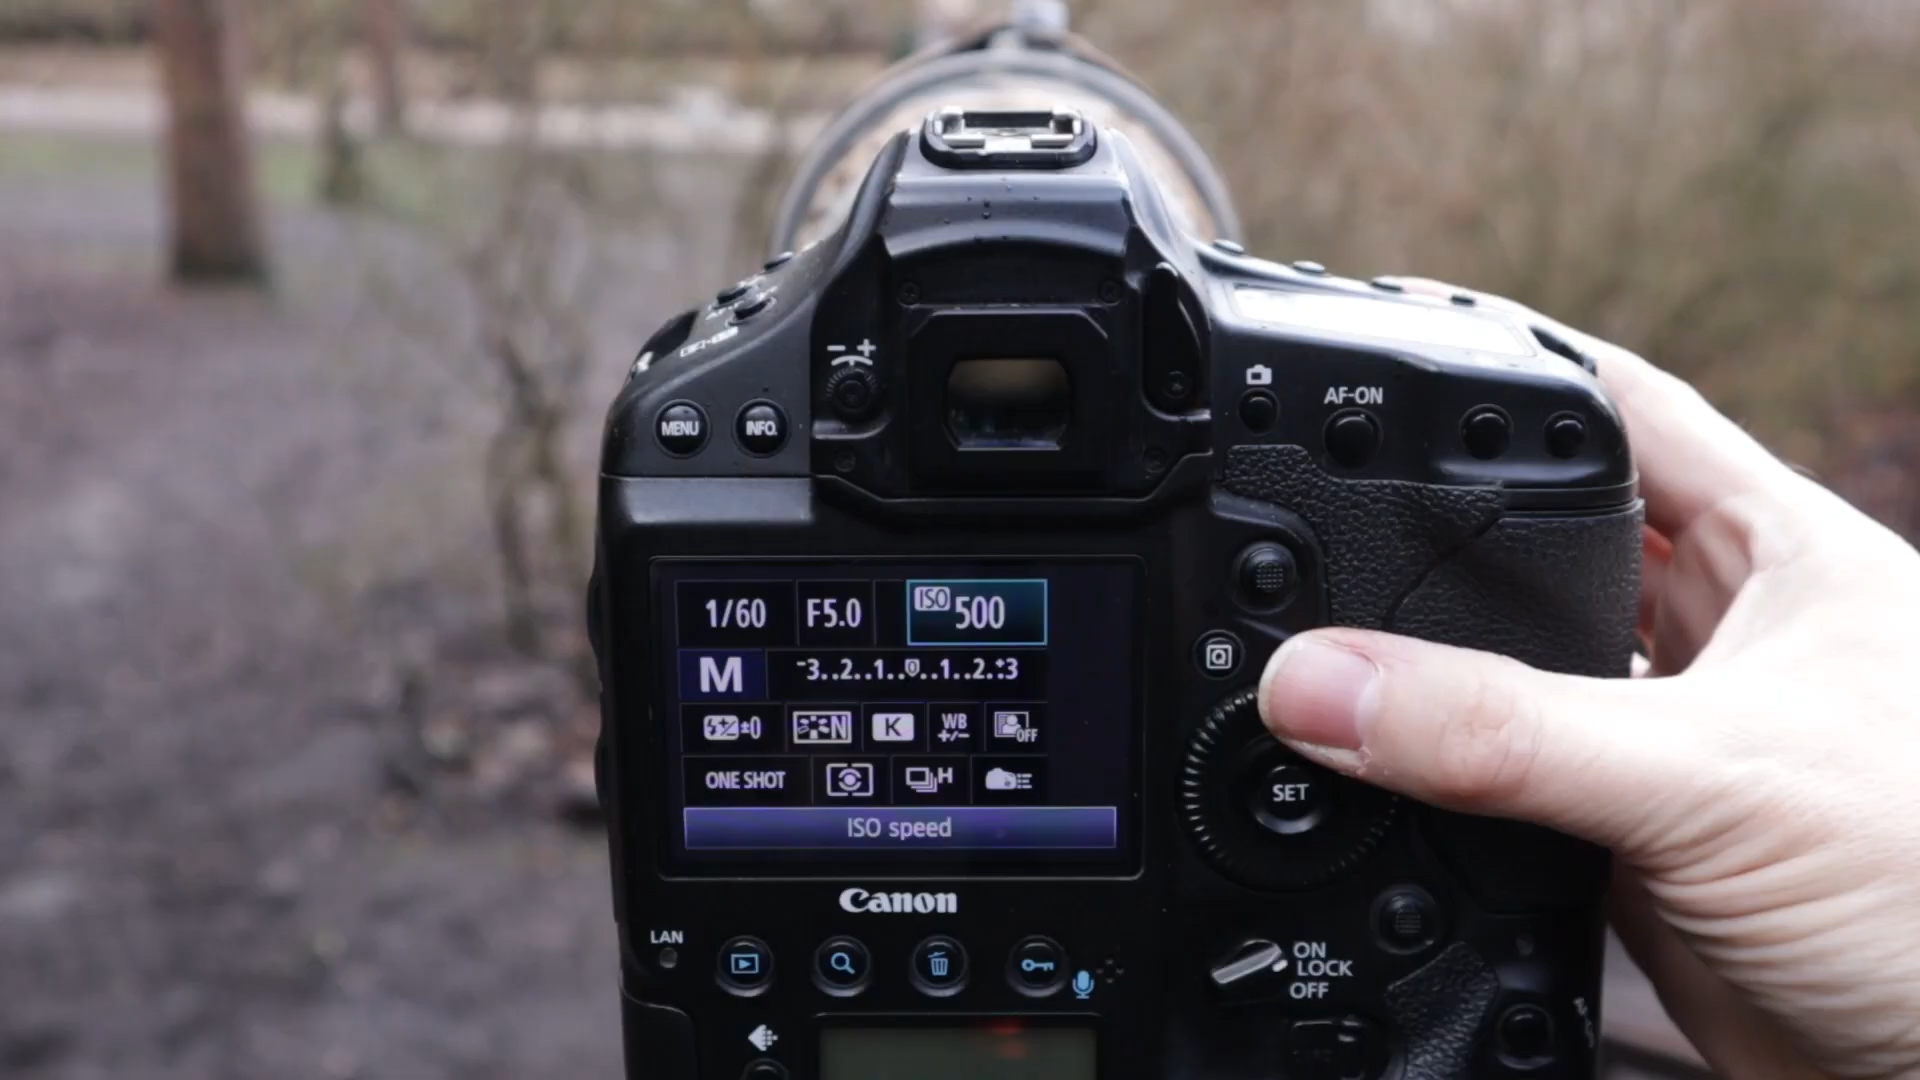 MENU
INFO.
AF-ON
1/60 F5.0 ISO 500
M -3..2..1..0..1..2..+3
±0 N K WB +/- OFF
ONE SHOT H
ISO speed
Q
SET
Canon
LAN
ON
LOCK
OFF